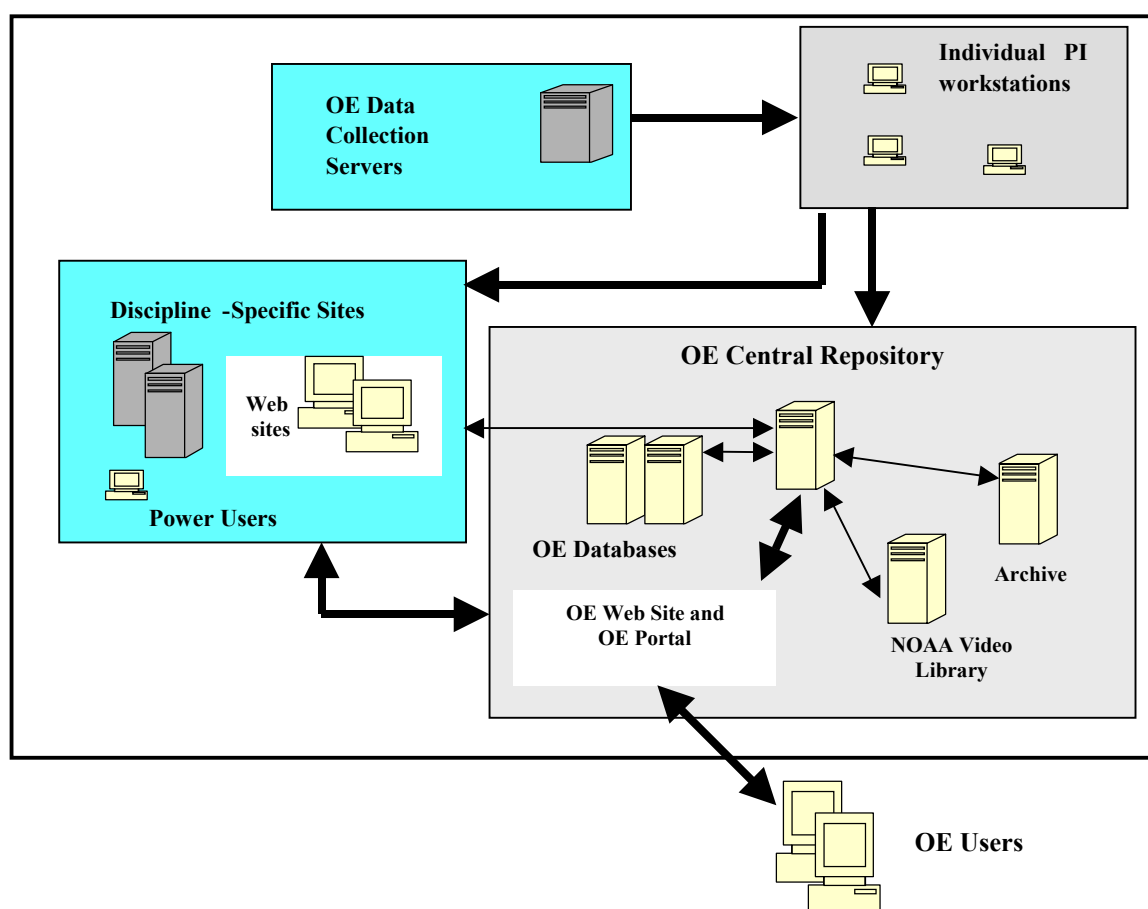 Individual PI
workstations
OE Data
Collection
Servers
Discipline -Specific Sites
Web
sites
Power Users
OE Central Repository
OE Databases
Archive
OE Web Site and
OE Portal
NOAA Video
Library
OE Users